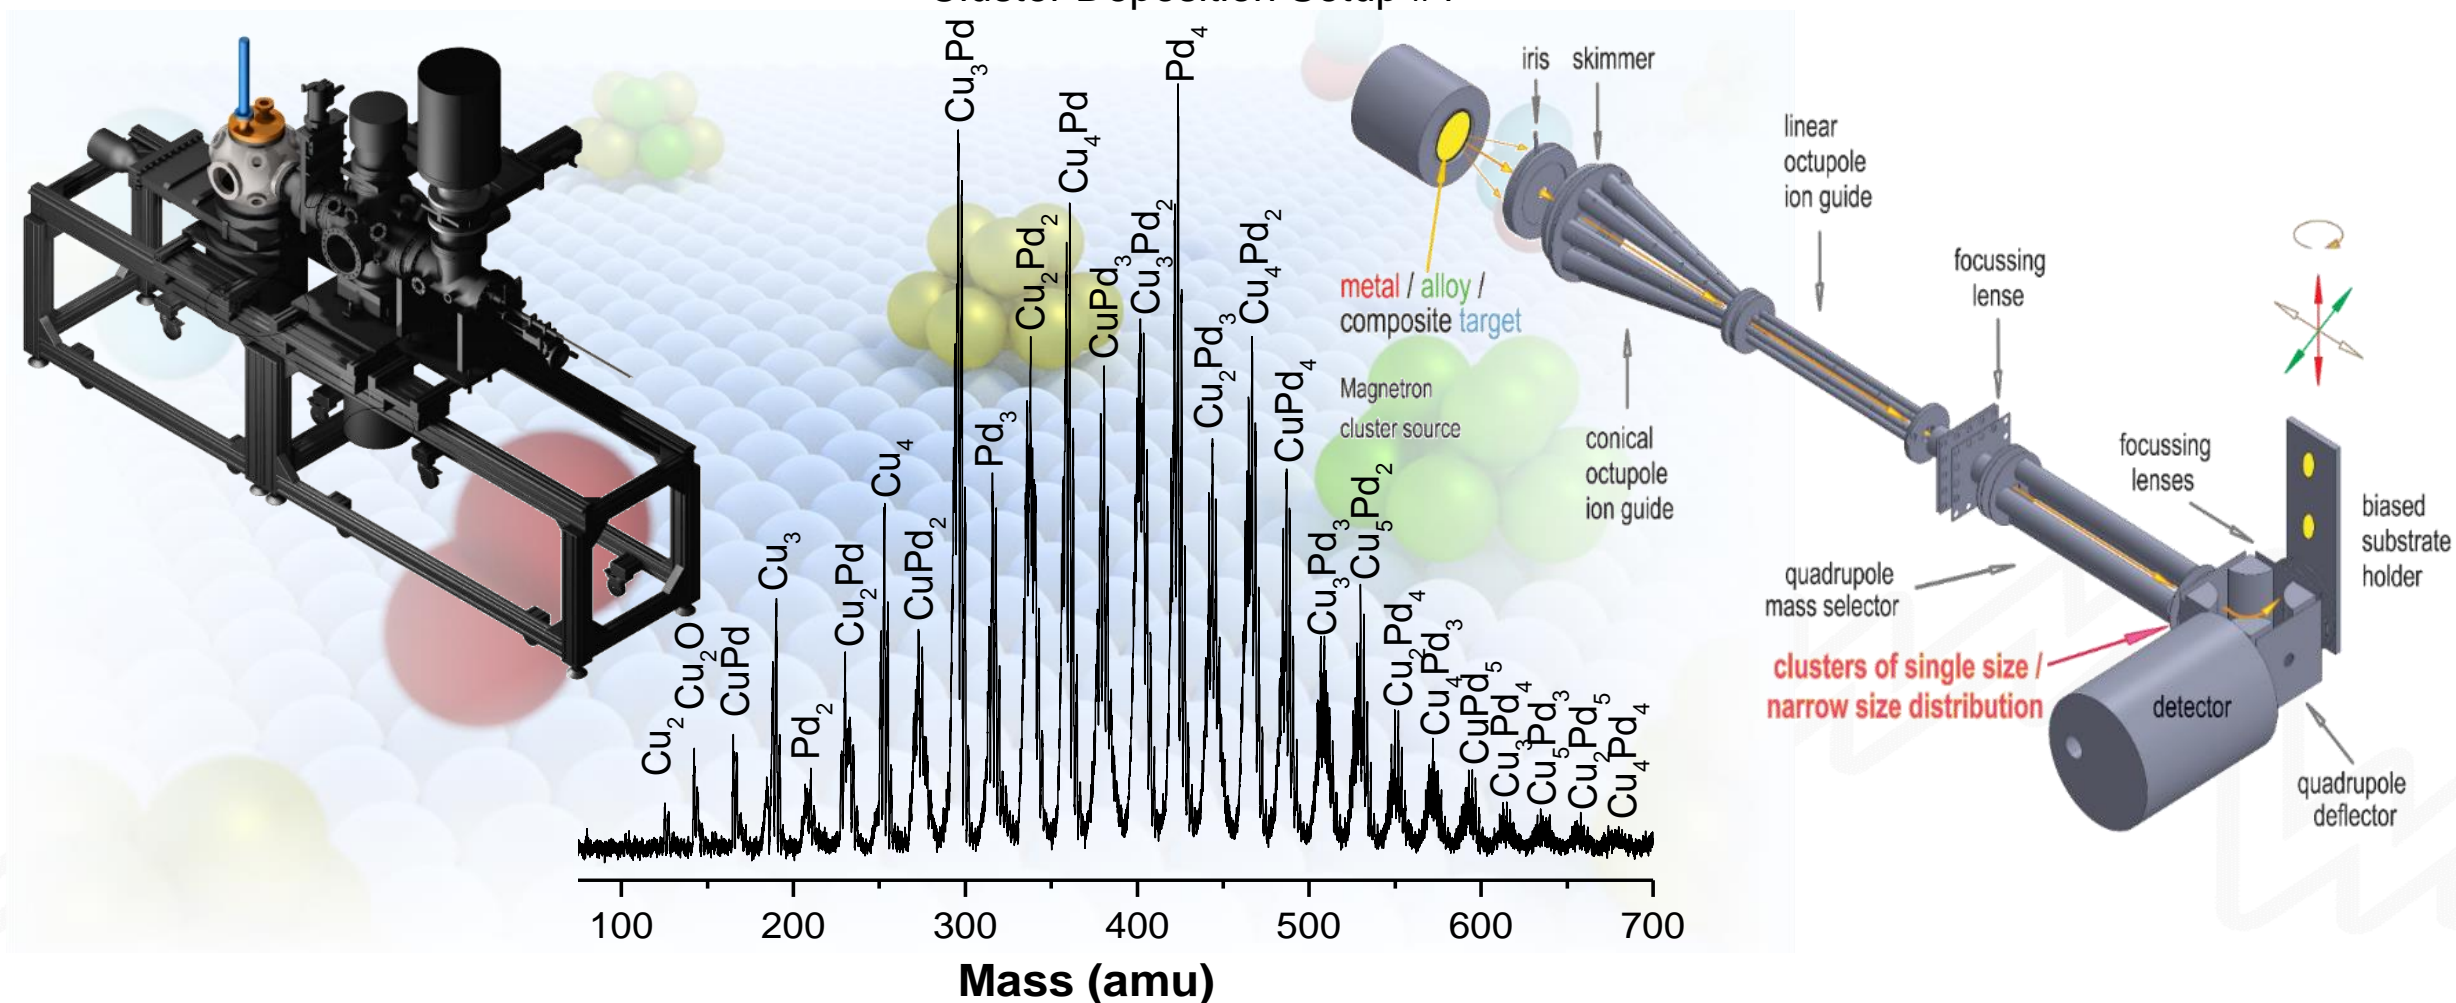 Cluster Deposition Setup
Cu2
Cu2O
CuPd
Cu3
Pd2
Cu2Pd
Cu4
CuPd2
Cu3Pd
Pd3
Cu2Pd2
Cu4Pd
CuPd3
Cu3Pd2
Pd4
Cu2Pd3
Cu4Pd2
CuPd4
Cu3Pd3
Cu5Pd2
Cu2Pd4
Cu4Pd3
CuPd5
Cu3Pd4
Cu5Pd3
Cu2Pd5
Cu4Pd4
100 200 300 400 500 600 700
Mass (amu)
iris
skimmer
linear
octupole
ion guide
metal / alloy /
composite target
Magnetron
cluster source
conical
octupole
ion guide
focussing
lense
focussing
lenses
biased
substrate
holder
quadrupole
mass selector
clusters of single size /
narrow size distribution
detector
quadrupole
deflector